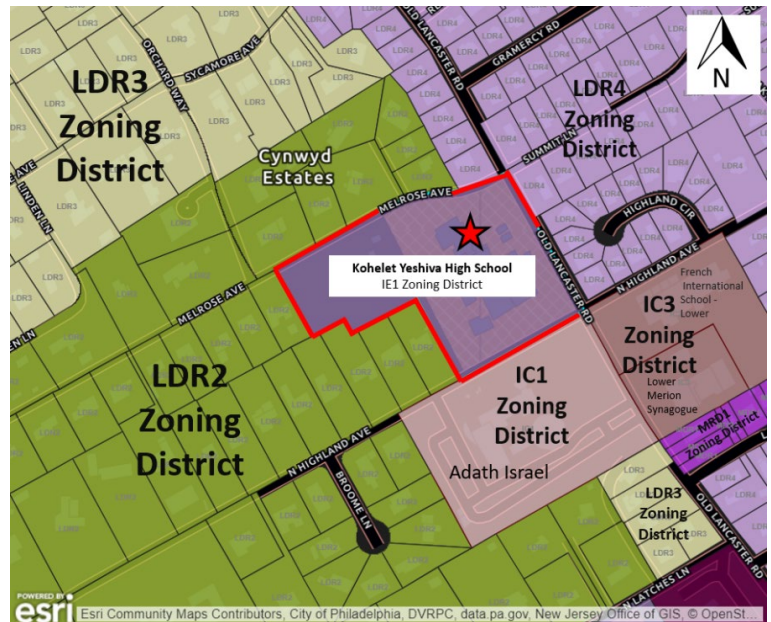 OLD LANCASTER RD
GRAMERCY RD
N
LDR3
Zoning
District
ORCHARD WAY
SYCAMORE AVE
LDR4
Zoning
District
SUMMIT LN
Cynwyd
Estates
MELROSE AVE
LINDEN LN
HIGHLAND CIR
Kohelet Yeshiva High School
IE1 Zoning District
OLD LANCASTER RD
N HIGHLAND AVE
French
International
School -
Lower
IC3
Zoning
District
Lower
Merion
Synagogue
MELROSE AVE
LDR2
Zoning
District
IC1
Zoning
District
MRD1
Zoning District
Adath Israel
N HIGHLAND AVE
BROOME LN
LDR3
Zoning
District
OLD LANCASTER RD
N LATCHES LN
POWERED BY
esri
Esri Community Maps Contributors, City of Philadelphia, DVRPC, data.pa.gov, New Jersey Office of GIS, © OpenSt...